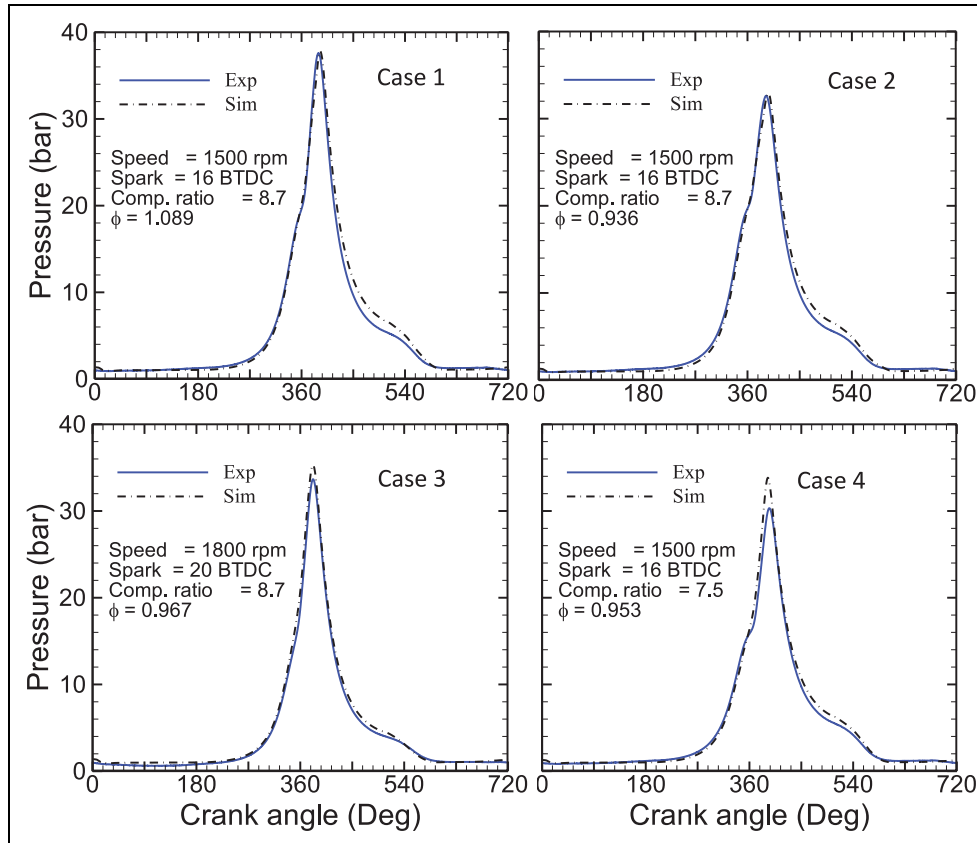 40
30
20
10
0
Pressure (bar)
Exp
Sim
Case 1
Speed = 1500 rpm
Spark = 16 BTDC
Comp. ratio = 8.7
ϕ = 1.089
0 180 360 540 720
Exp
Sim
Case 2
Speed = 1500 rpm
Spark = 16 BTDC
Comp. ratio = 8.7
ϕ = 0.936
0 180 360 540 720
40
30
20
10
0
Pressure (bar)
Exp
Sim
Case 3
Speed = 1800 rpm
Spark = 20 BTDC
Comp. ratio = 8.7
ϕ = 0.967
0 180 360 540 720
Crank angle (Deg)
Exp
Sim
Case 4
Speed = 1500 rpm
Spark = 16 BTDC
Comp. ratio = 7.5
ϕ = 0.953
0 180 360 540 720
Crank angle (Deg)